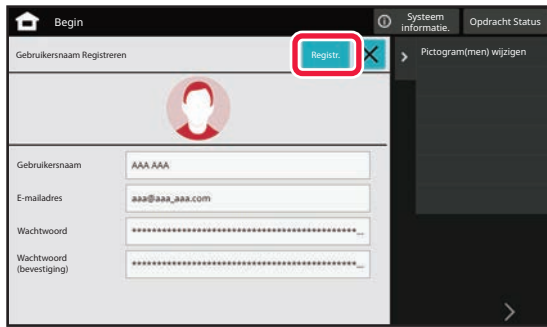 Begin
Systeem
informatie.
Opdracht Status
Gebruikersnaam Registreren
Registr.
Pictogram(men) wijzigen
Gebruikersnaam
AAA AAA
E-mailadres
aaa@aaa_aaa.com
Wachtwoord
Wachtwoord
(bevestiging)